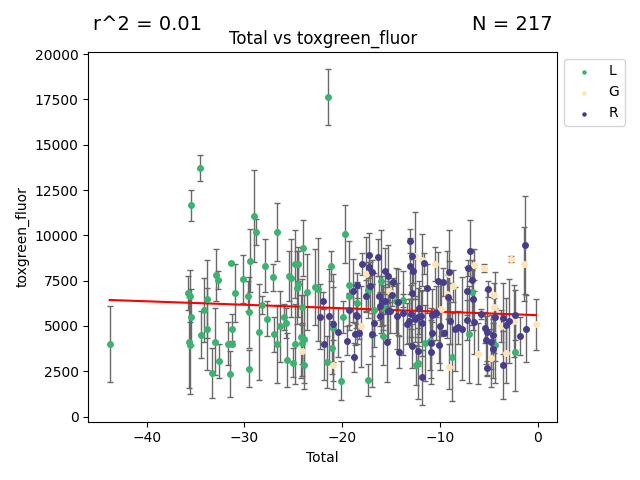 r^2 = 0.01
N = 217
Total vs toxgreen_fluor
20000
17500
15000
12500
10000
7500
5000
2500
0
toxgreen_fluor
−40
−30
−20
−10
0
Total
L
G
R